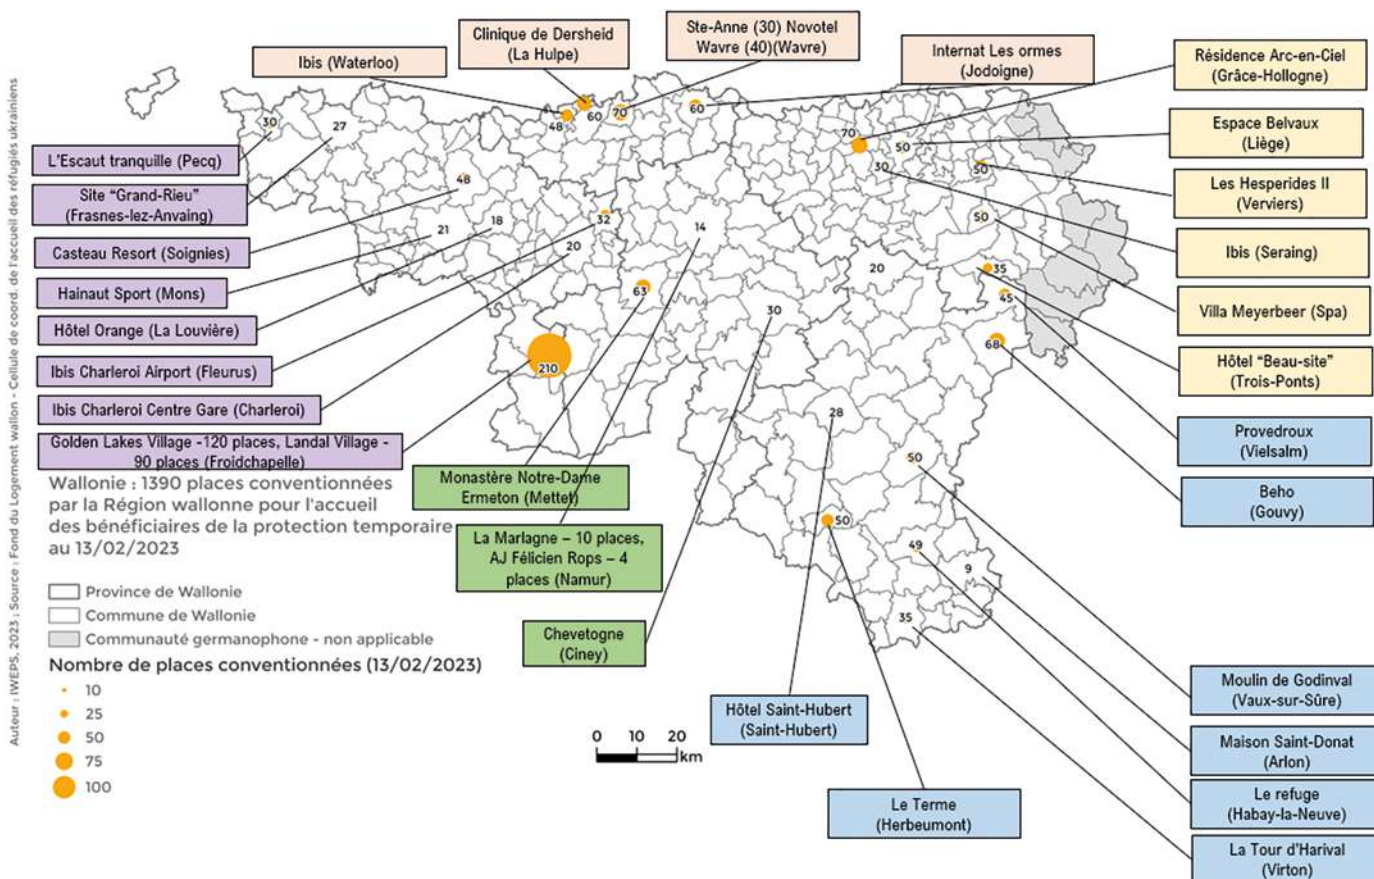 Auteur : IWEPS, 2023 ; Source : Fond du Logement wallon - Cellule de coord. de l'accueil des réfugiés ukrainiens
Ibis (Waterloo)
Clinique de Dersheid
(La Hulpe)
Ste-Anne (30) Novotel
Wavre (40)(Wavre)
Internat Les ormes
(Jodoigne)
Résidence Arc-en-Ciel
(Grâce-Hollogne)
Espace Belvaux
(Liège)
Les Hesperides II
(Verviers)
Ibis (Seraing)
Villa Meyerbeer (Spa)
Hôtel "Beau-site"
(Trois-Ponts)
Provedroux
(Vielsalm)
Beho
(Gouvy)
L'Escaut tranquille (Pecq)
Site "Grand-Rieu"
(Frasnes-lez-Anvaing)
Casteau Resort (Soignies)
Hainaut Sport (Mons)
Hôtel Orange (La Louvière)
Ibis Charleroi Airport (Fleurus)
Ibis Charleroi Centre Gare (Charleroi)
Golden Lakes Village -120 places, Landal Village -
90 places (Froidchapelle)
30
27
48
60
70
60
70
50
30
50
48
21
18
32
20
14
50
20
35
45
63
30
68
210
28
50
50
49
9
35
Monastère Notre-Dame
Ermeton (Mettet)
La Marlagne – 10 places,
AJ Félicien Rops – 4
places (Namur)
Chevetogne
(Ciney)
Wallonie : 1390 places conventionnées
par la Région wallonne pour l'accueil
des bénéficiaires de la protection temporaire
au 13/02/2023
Province de Wallonie
Commune de Wallonie
Communauté germanophone - non applicable
Nombre de places conventionnées (13/02/2023)
10
25
50
75
100
0 10 20
km
Hôtel Saint-Hubert
(Saint-Hubert)
Le Terme
(Herbeumont)
Moulin de Godinval
(Vaux-sur-Sûre)
Maison Saint-Donat
(Arlon)
Le refuge
(Habay-la-Neuve)
La Tour d'Harival
(Virton)